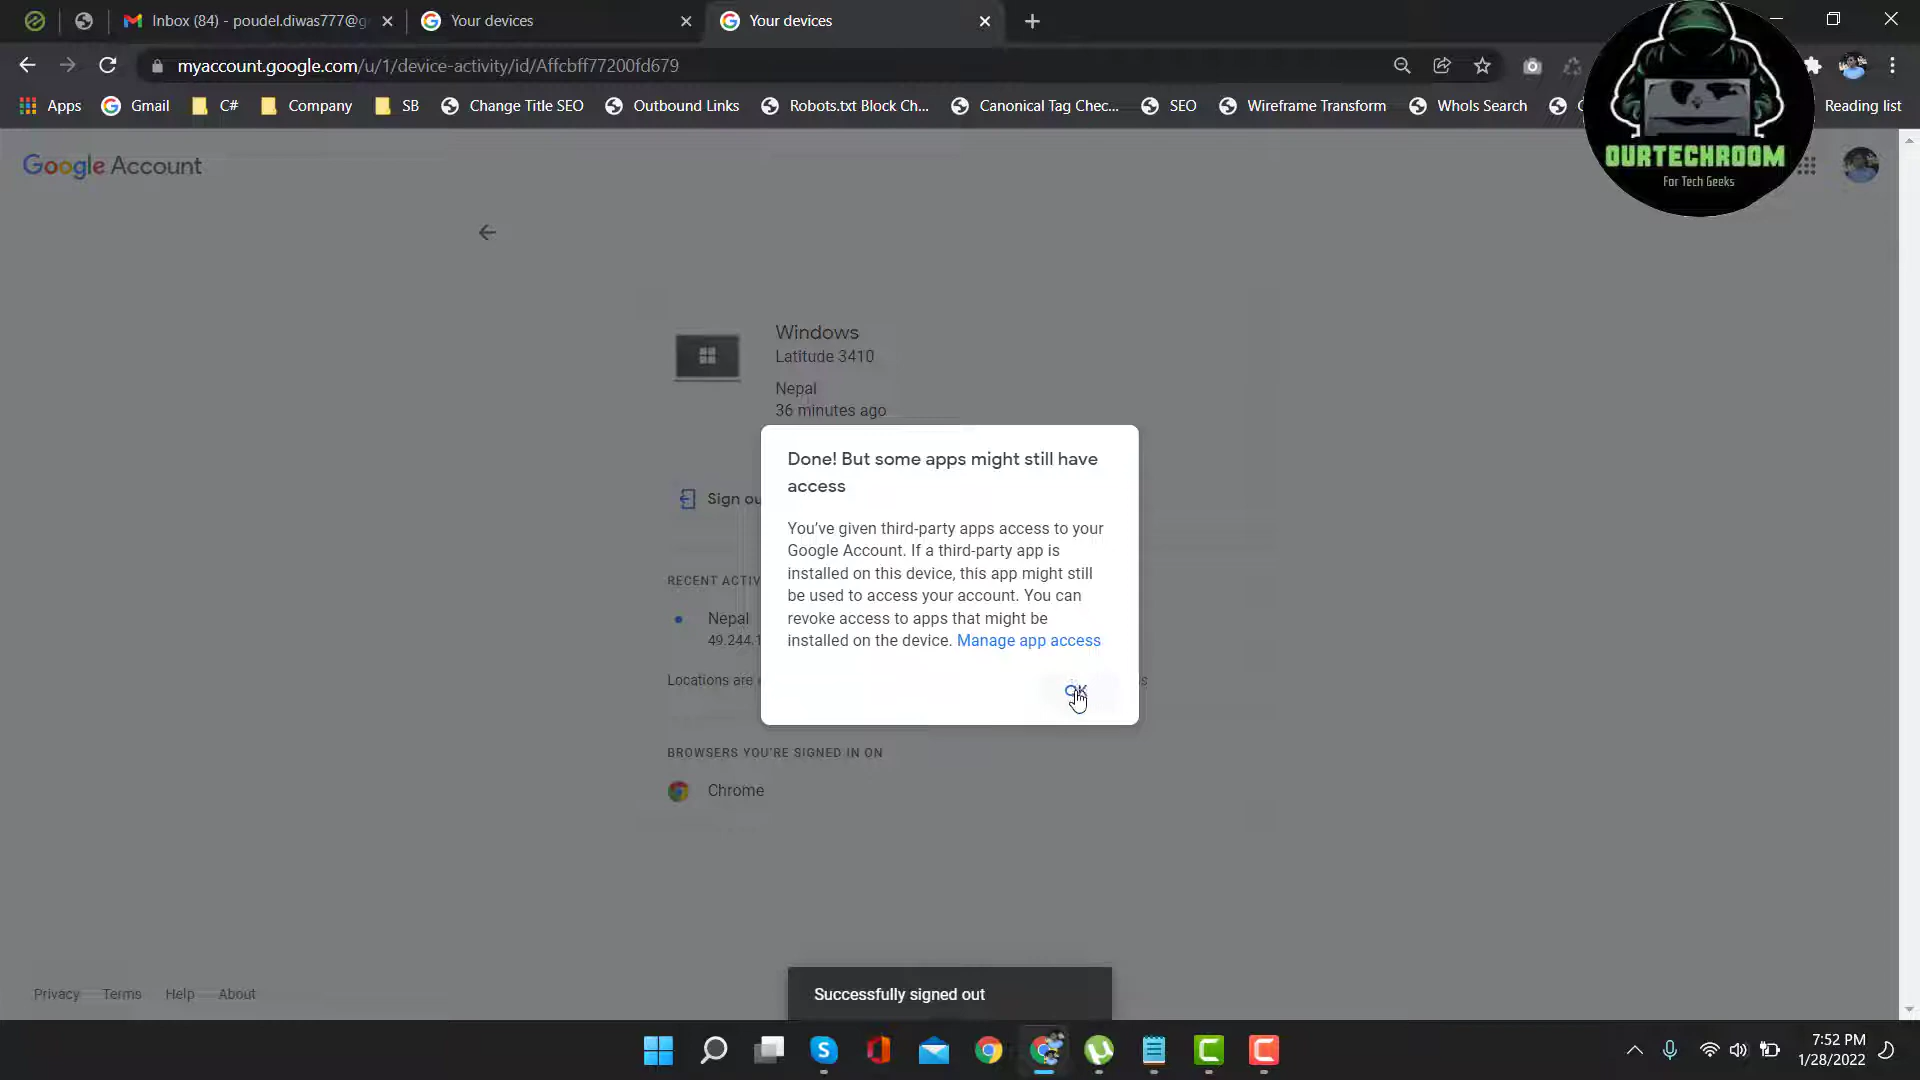 Inbox (84) - poudel.diwas777@g
Your devices
Your devices
myaccount.google.com/u/1/device-activity/id/Affcbff77200fd679
Apps
Gmail
C#
Company
SB
Change Title SEO
Outbound Links
Robots.txt Block Ch...
Canonical Tag Chec...
SEO
Wireframe Transform
WhoIs Search
Reading list
OURTECHROOM
For Tech Geeks
Google Account
Windows
Latitude 3410
Nepal
36 minutes ago
Done! But some apps might still have
access
You've given third-party apps access to your
Google Account. If a third-party app is
installed on this device, this app might still
be used to access your account. You can
revoke access to apps that might be
installed on the device. Manage app access
OK
Sign ou
RECENT ACTIV
Nepal
49.244.1
Locations are
BROWSERS YOU'RE SIGNED IN ON
Chrome
Successfully signed out
Privacy
Terms
Help
About
7:52 PM
1/28/2022